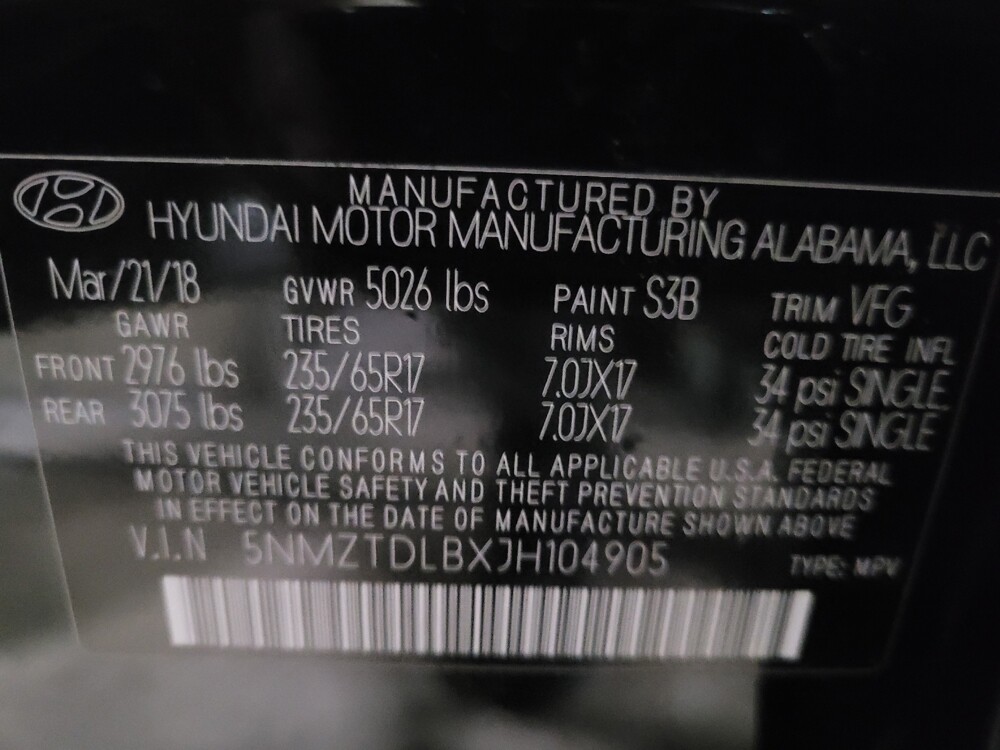 MANUFACTURED BY
HYUNDAI MOTOR MANUFACTURING ALABAMA, LLC
Mar/21/18 GVWR 5026 lbs PAINT S3B TRIM VFG
GAWR TIRES RIMS COLD TIRE INFL
FRONT 2976 lbs 235/65R17 7.0JX17 34 psi SINGLE
REAR 3075 lbs 235/65R17 7.0JX17 34 psi SINGLE
THIS VEHICLE CONFORMS TO ALL APPLICABLE U.S.A. FEDERAL
MOTOR VEHICLE SAFETY AND THEFT PREVENTION STANDARDS
IN EFFECT ON THE DATE OF MANUFACTURE SHOWN ABOVE
V.I.N 5NMZTDLBXJH104905 TYPE: MPV